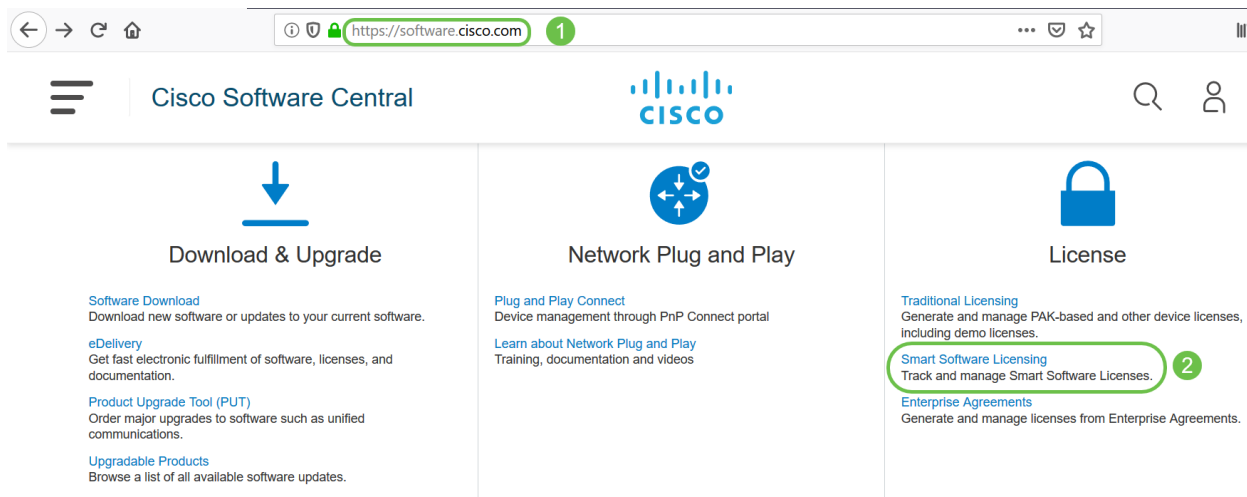 https://software.cisco.com 1
Cisco Software Central
CISCO
Download & Upgrade
Software Download
Download new software or updates to your current software.
eDelivery
Get fast electronic fulfillment of software, licenses, and
documentation.
Product Upgrade Tool (PUT)
Order major upgrades to software such as unified
communications.
Upgradable Products
Browse a list of all available software updates.
Network Plug and Play
Plug and Play Connect
Device management through PnP Connect portal
Learn about Network Plug and Play
Training, documentation and videos
License
Traditional Licensing
Generate and manage PAK-based and other device licenses,
including demo licenses.
Smart Software Licensing
Track and manage Smart Software Licenses. 2
Enterprise Agreements
Generate and manage licenses from Enterprise Agreements.